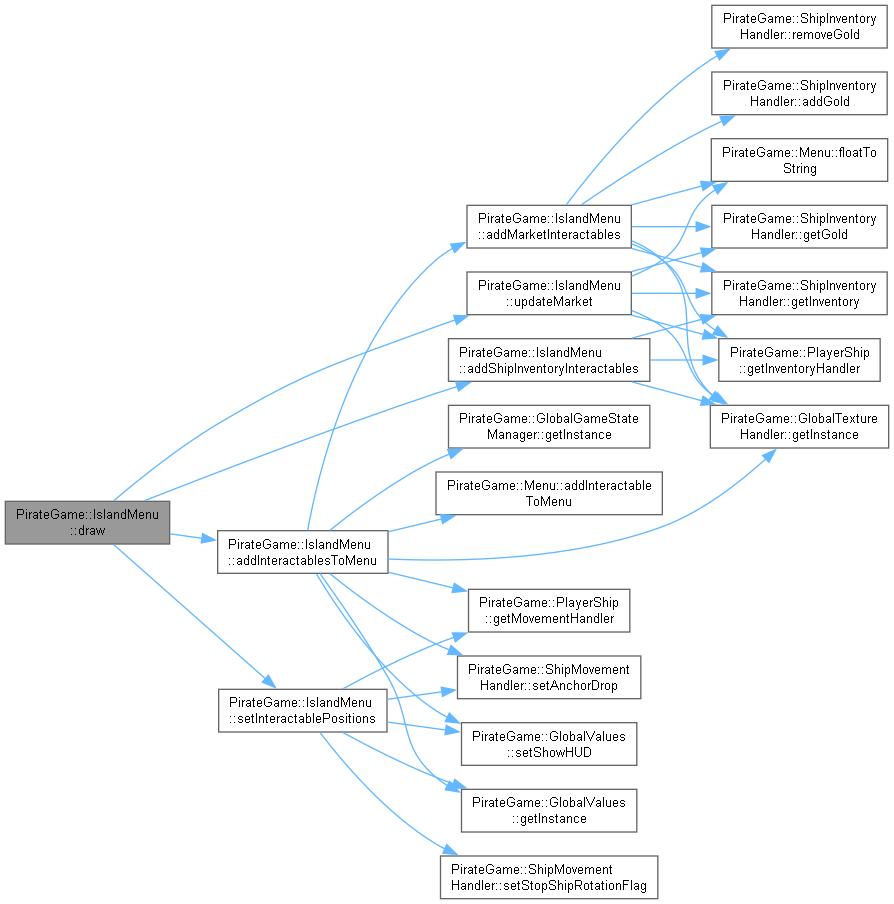 PirateGame::ShipInventory
Handler::removeGold
PirateGame::ShipInventory
Handler::addGold
PirateGame::Menu::floatTo
String
PirateGame::IslandMenu
::addMarketInteractables
PirateGame::ShipInventory
Handler::getGold
PirateGame::IslandMenu
::updateMarket
PirateGame::ShipInventory
Handler::getInventory
PirateGame::IslandMenu
::addShipInventoryInteractables
PirateGame::PlayerShip
::getInventoryHandler
PirateGame::GlobalGameState
Manager::getInstance
PirateGame::GlobalTexture
Handler::getInstance
PirateGame::Menu::addInteractable
ToMenu
PirateGame::IslandMenu
::draw
PirateGame::IslandMenu
::addInteractablesToMenu
PirateGame::PlayerShip
::getMovementHandler
PirateGame::ShipMovement
Handler::setAnchorDrop
PirateGame::IslandMenu
::setInteractablePositions
PirateGame::GlobalValues
::setShowHUD
PirateGame::GlobalValues
::getInstance
PirateGame::ShipMovement
Handler::setStopShipRotationFlag